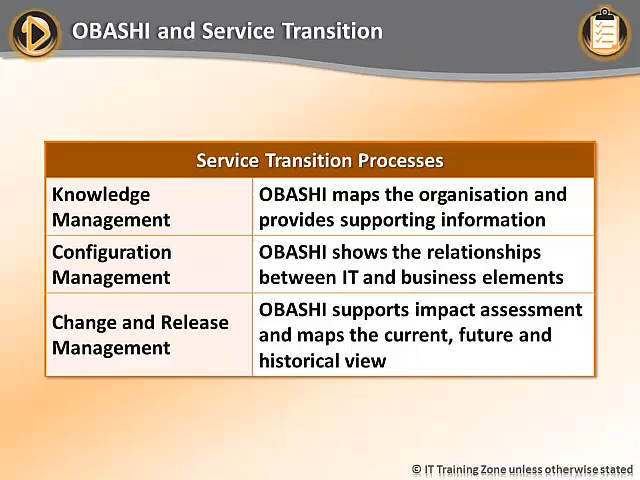 OBASHI and Service Transition
Service Transition Processes
Knowledge
Management
OBASHI maps the organisation and
provides supporting information
Configuration
Management
OBASHI shows the relationships
between IT and business elements
Change and Release
Management
OBASHI supports impact assessment
and maps the current, future and
historical view
© IT Training Zone unless otherwise stated